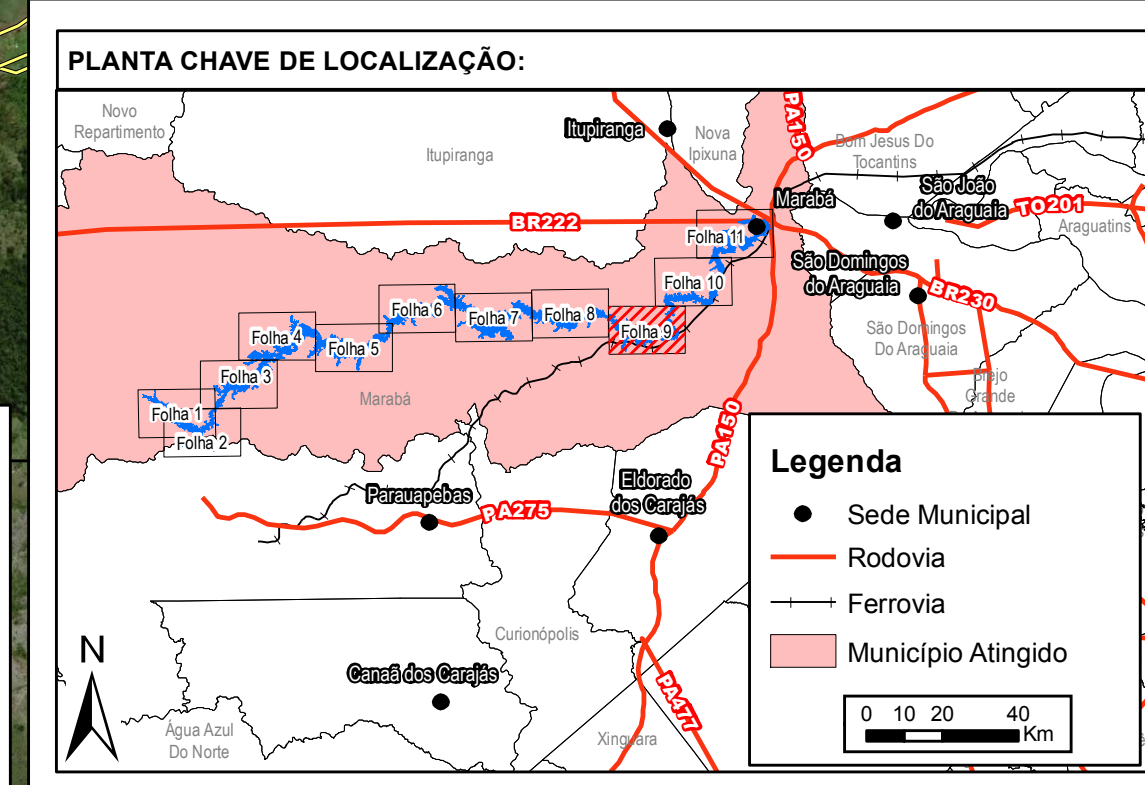 PLANTA CHAVE DE LOCALIZAÇÃO:
Novo
Repartimento
Itupiranga
Itupiranga
Nova
Ipixuna
PA150
Bom Jesus Do
Tocantins
Marabá
São João
do Araguaia
TO201
Araguatins
BR222
Folha 11
São Domingos
do Araguaia
BR230
Folha 10
Folha 6
Folha 7
Folha 8
Folha 9
São Domingos
Do Araguaia
Folha 4
Folha 5
Folha 3
Brejo
Grande
Marabá
Folha 1
Folha 2
PA150
Parauapebas
PA275
Eldorado
dos Carajás
Curionópolis
Canaã dos Carajás
PA477
Água Azul
Do Norte
Xinguara
N
Legenda
Sede Municipal
Rodovia
Ferrovia
Município Atingido
0 10 20 40
Km